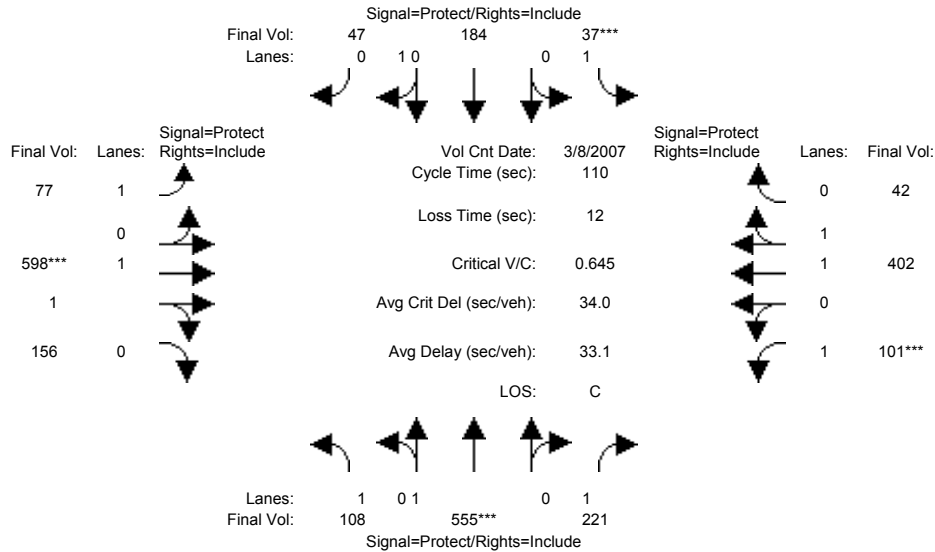 Signal=Protect/Rights=Include
Final Vol: 47 184 37***
Lanes: 0 1 0 0 1
Signal=Protect
Final Vol: Lanes: Rights=Include
Vol Cnt Date: 3/8/2007
Signal=Protect
Rights=Include Lanes: Final Vol:
Cycle Time (sec): 110
77 1
0 42
Loss Time (sec): 12
0
1
598*** 1
Critical V/C: 0.645
1 402
1
Avg Crit Del (sec/veh): 34.0
0
156 0
Avg Delay (sec/veh): 33.1
1 101***
LOS: C
Lanes: 1 0 1 0 1
Final Vol: 108 555*** 221
Signal=Protect/Rights=Include